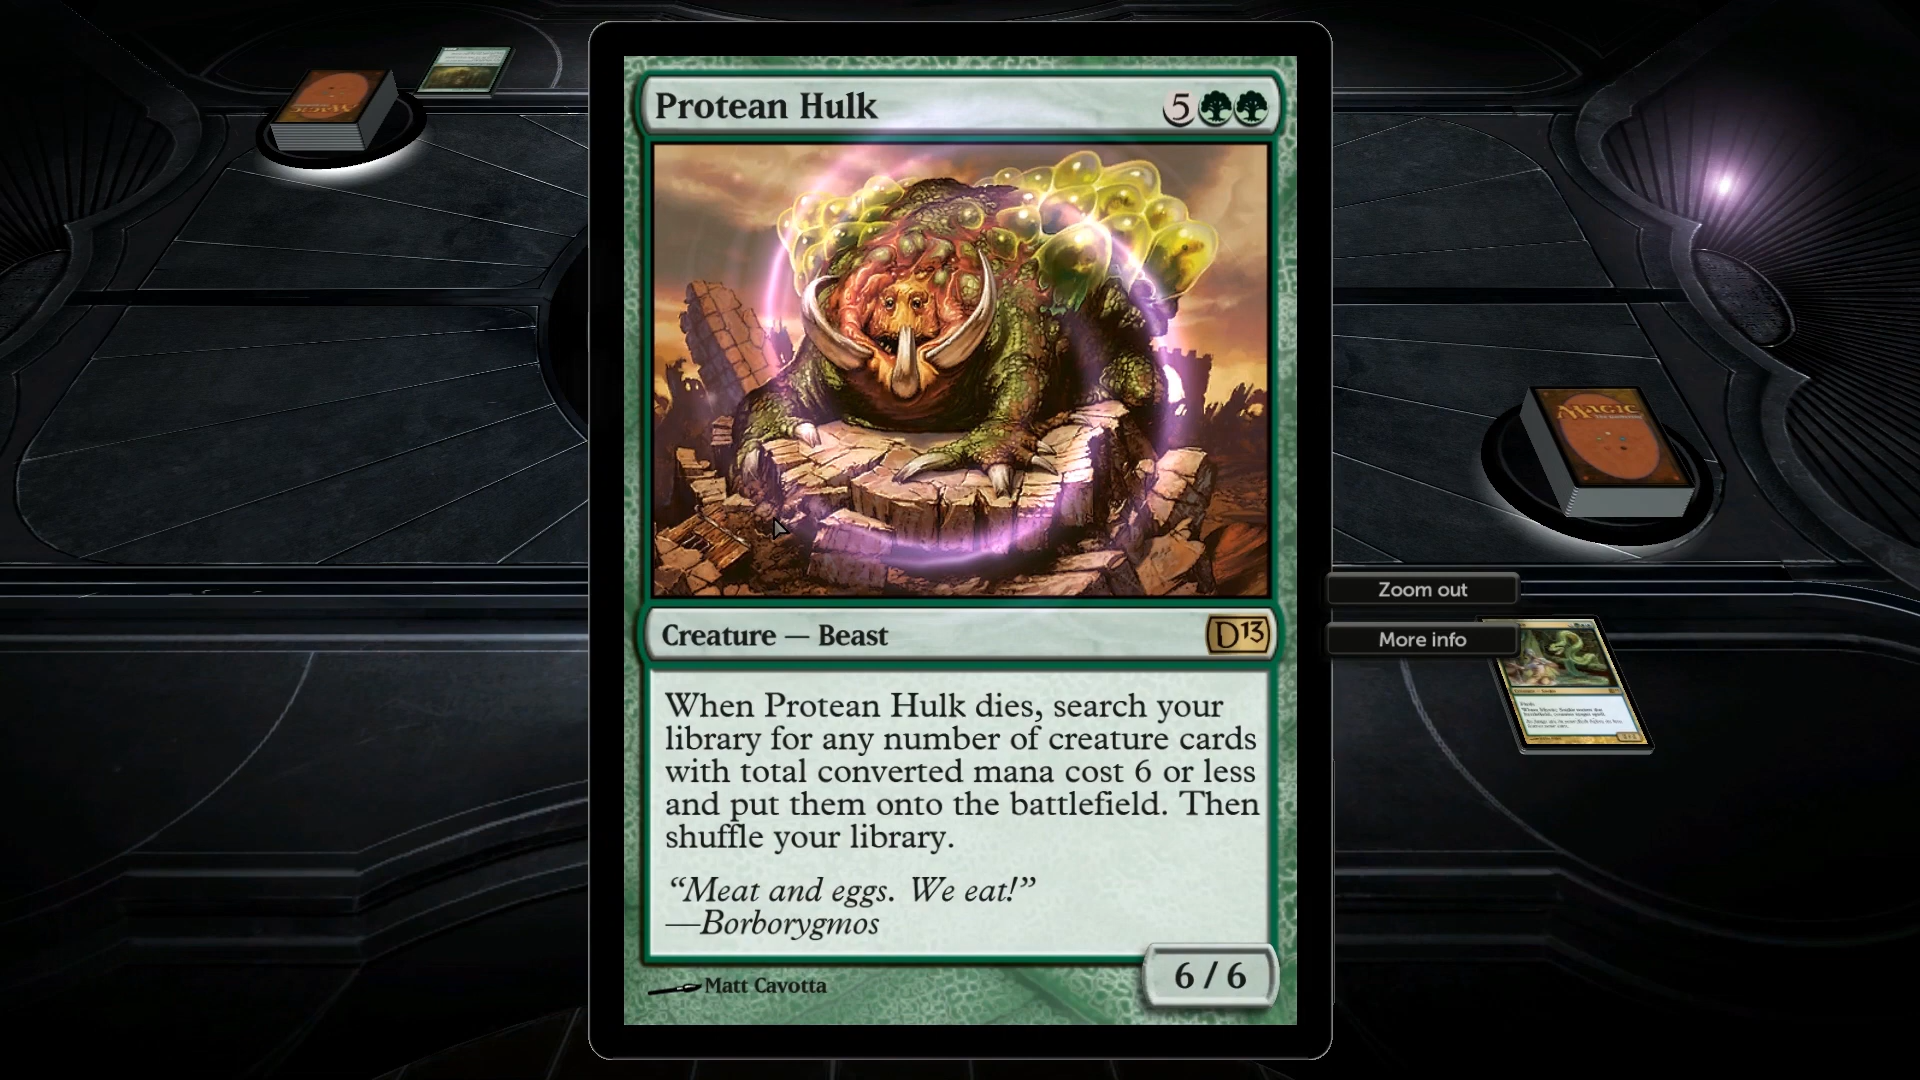 Protean Hulk
5
Creature — Beast
D13
When Protean Hulk dies, search your
library for any number of creature cards
with total converted mana cost 6 or less
and put them onto the battlefield. Then
shuffle your library.
“Meat and eggs. We eat!”
—Borborygmos
6 / 6
Matt Cavotta
MAGIC
Zoom out
More info